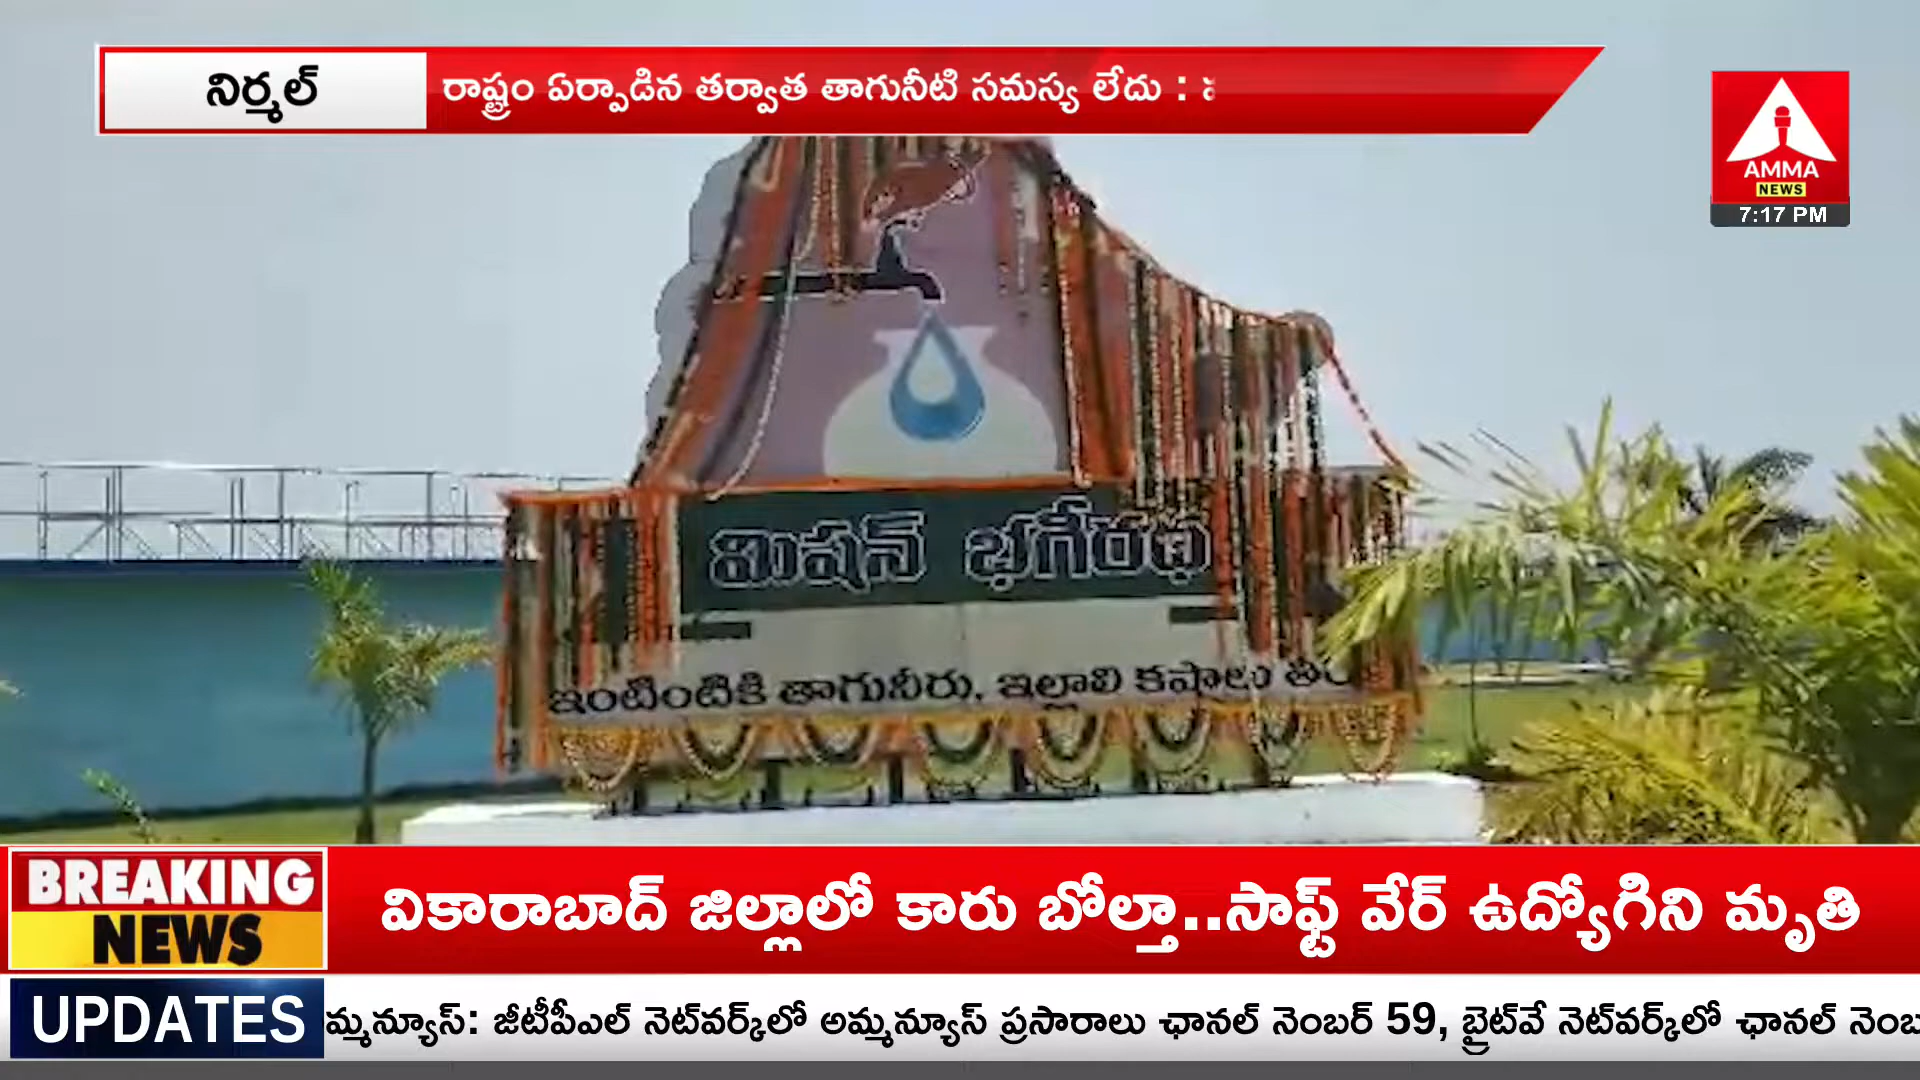 నిర్మల్
రాష్ట్రం ఏర్పాడిన తర్వాత తాగునీటి సమస్య లేదు :
AMMA
NEWS
7:17 PM
మిషన్ భగీరథ
ఇంటింటికి తాగునీరు, ఇల్లాలి కష్టాలు
BREAKING
NEWS
వికారాబాద్ జిల్లాలో కారు బోల్తా..సాఫ్ట్ వేర్ ఉద్యోగిని మృతి
UPDATES
మ్మన్యూస్: జీటీపీఎల్ నెట్‌వర్క్‌లో అమ్మన్యూస్ ప్రసారాలు ఛానల్ నెంబర్ 59, బ్రైట్‌వే నెట్‌వర్క్‌లో ఛానల్